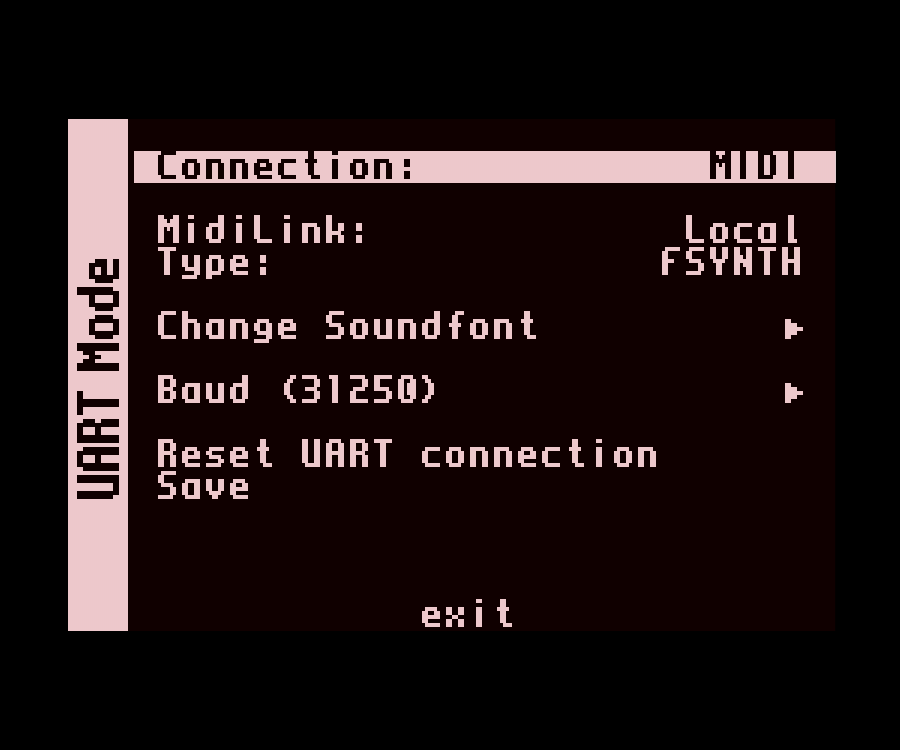 UART Mode
Connection: MIDI
MidiLink: Local
Type: FSYNTH
Change Soundfont ▶
Baud (31250) ▶
Reset UART connection
Save
exit